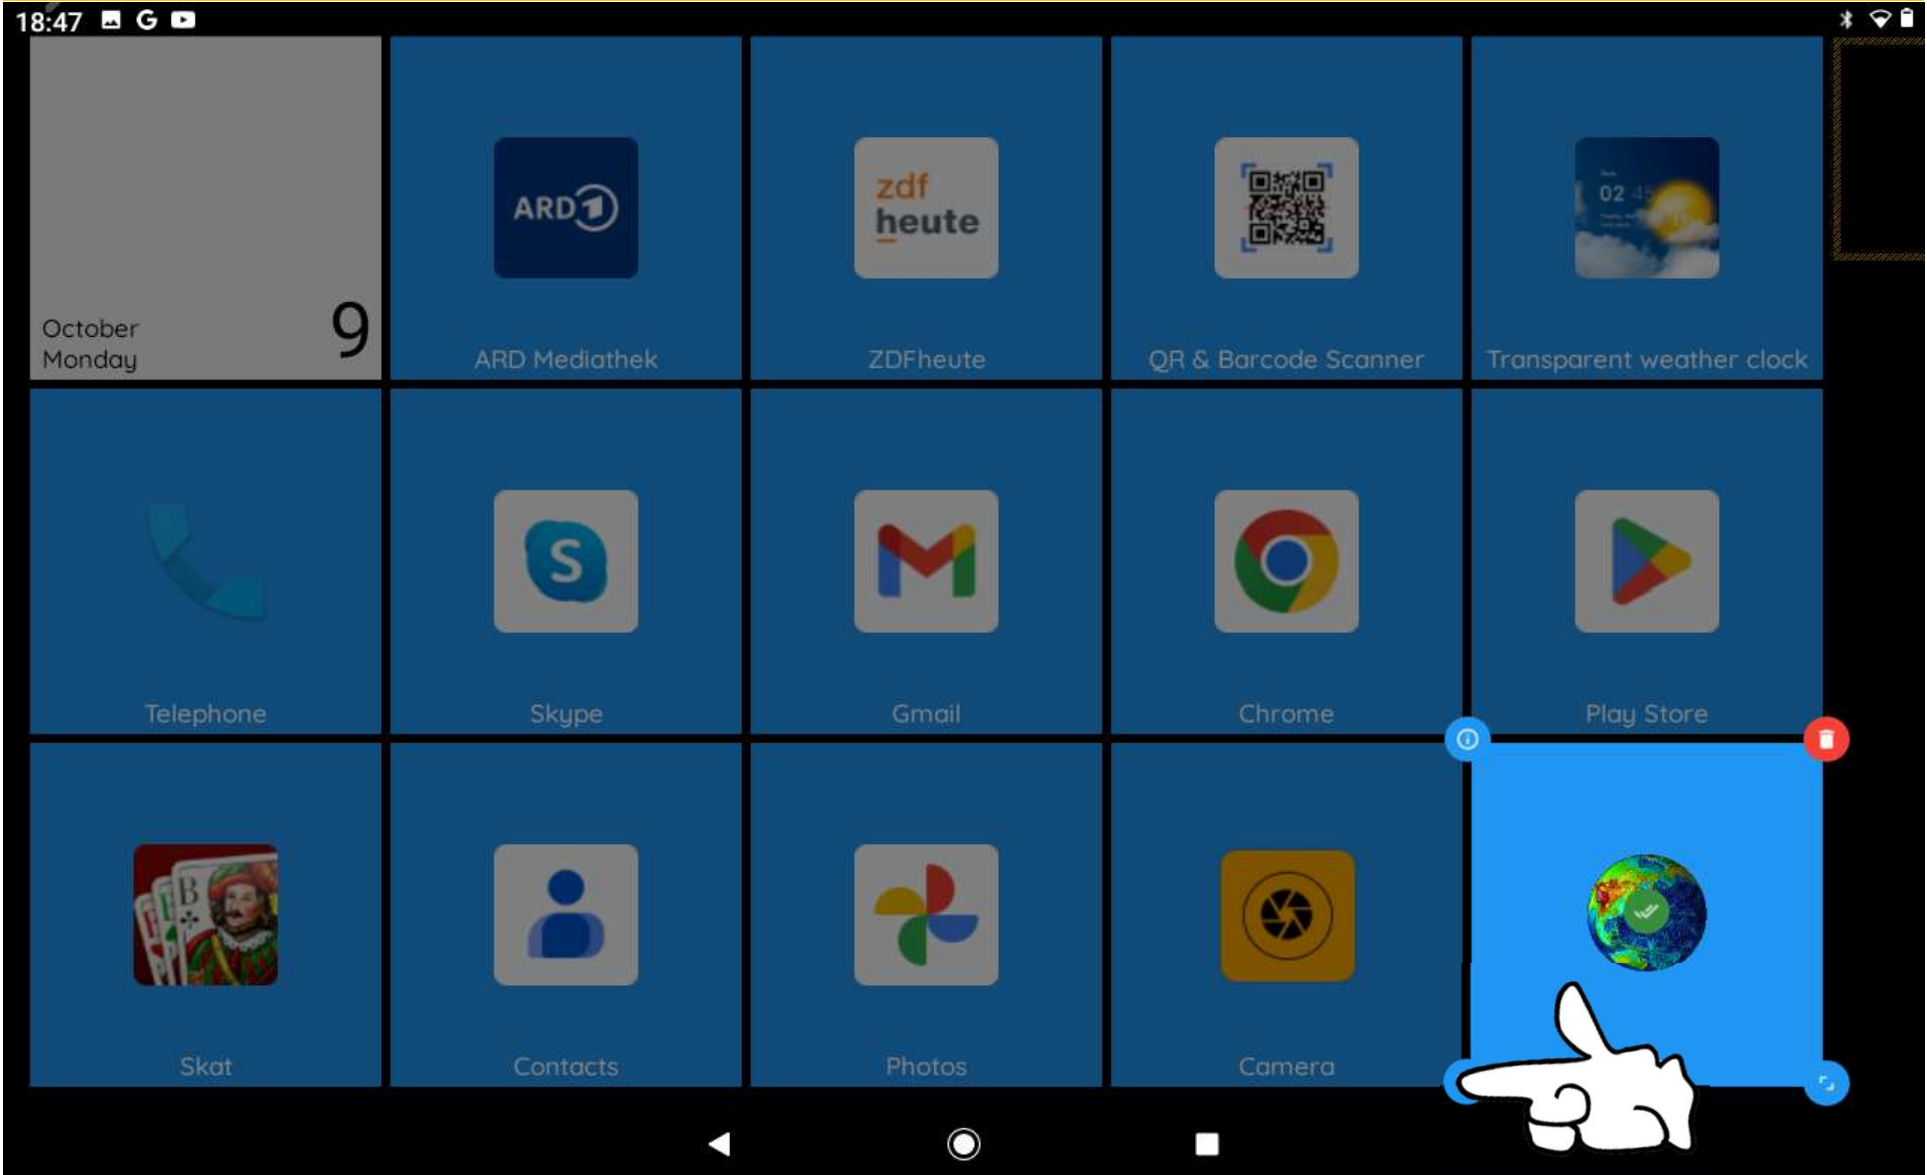 18:47
October
Monday
9
ARD
ARD Mediathek
zdf
heute
ZDFheute
QR & Barcode Scanner
02 45
Transparent weather clock
Telephone
S
Skype
Gmail
Chrome
Play Store
B
Skat
Contacts
Photos
Camera